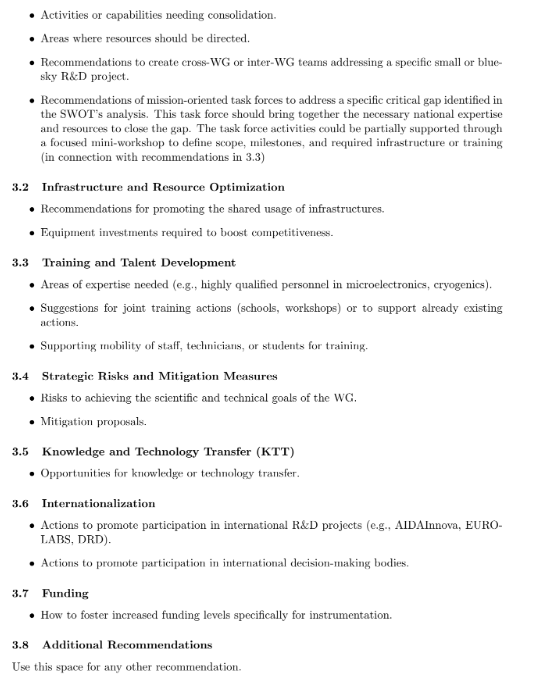 • Activities or capabilities needing consolidation.
• Areas where resources should be directed.
• Recommendations to create cross-WG or inter-WG teams addressing a specific small or blue-
sky R&D project.
• Recommendations of mission-oriented task forces to address a specific critical gap identified in
the SWOT's analysis. This task force should bring together the necessary national expertise
and resources to close the gap. The task force activities could be partially supported through
a focused mini-workshop to define scope, milestones, and required infrastructure or training
(in connection with recommendations in 3.3)
3.2 Infrastructure and Resource Optimization
• Recommendations for promoting the shared usage of infrastructures.
• Equipment investments required to boost competitiveness.
3.3 Training and Talent Development
• Areas of expertise needed (e.g., highly qualified personnel in microelectronics, cryogenics).
• Suggestions for joint training actions (schools, workshops) or to support already existing
actions.
• Supporting mobility of staff, technicians, or students for training.
3.4 Strategic Risks and Mitigation Measures
• Risks to achieving the scientific and technical goals of the WG.
• Mitigation proposals.
3.5 Knowledge and Technology Transfer (KTT)
• Opportunities for knowledge or technology transfer.
3.6 Internationalization
• Actions to promote participation in international R&D projects (e.g., AIDAInnova, EURO-
LABS, DRD).
• Actions to promote participation in international decision-making bodies.
3.7 Funding
• How to foster increased funding levels specifically for instrumentation.
3.8 Additional Recommendations
Use this space for any other recommendation.